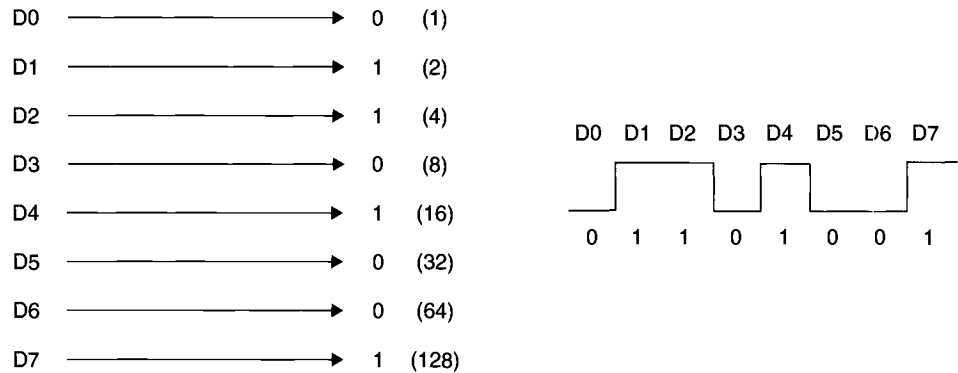 D0 0 (1)
D1 1 (2)
D2 1 (4)
D3 0 (8)
D4 1 (16)
D5 0 (32)
D6 0 (64)
D7 1 (128)
D0 D1 D2 D3 D4 D5 D6 D7
0 1 1 0 1 0 0 1